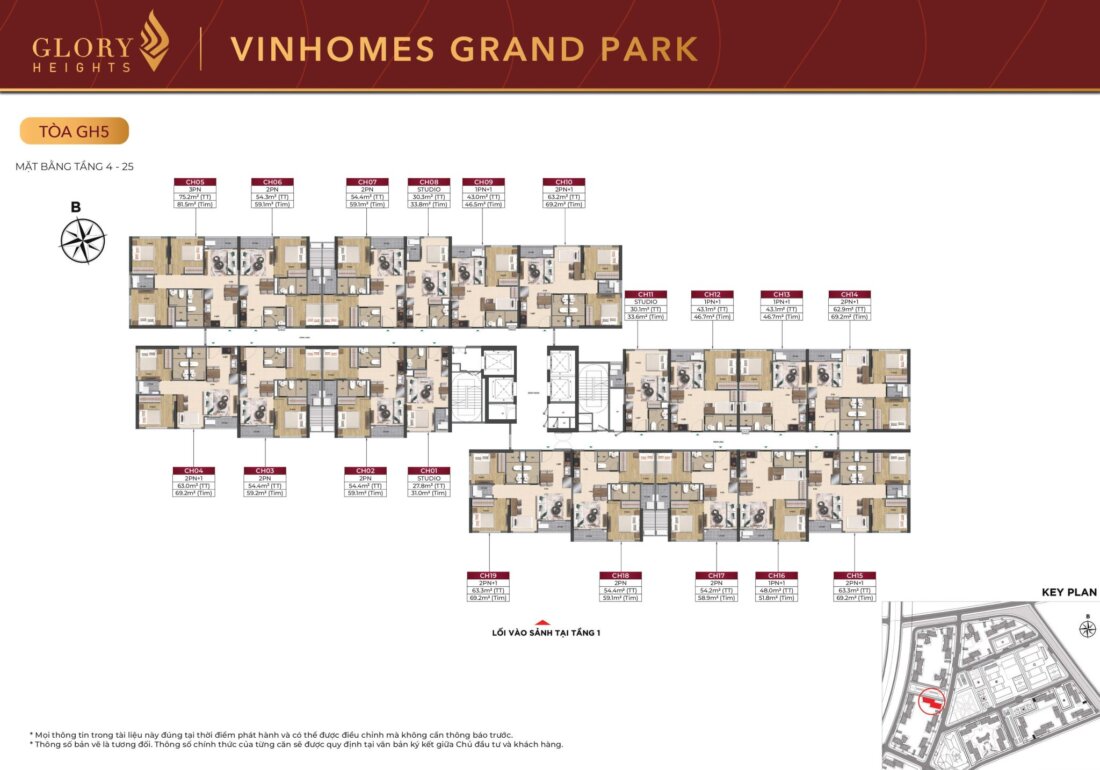 GLORY
HEIGHTS
VINHOMES GRAND PARK
TÒA GH5
MẶT BẰNG TẦNG 4 - 25
B
CH05
3PN
75.2m² (TT)
81.5m² (Tim)
CH06
2PN
54.3m² (TT)
59.1m² (Tim)
CH07
2PN
54.4m² (TT)
59.1m² (Tim)
CH08
STUDIO
30.3m² (TT)
33.8m² (Tim)
CH09
1PN+1
43.0m² (TT)
46.5m² (Tim)
CH10
2PN+1
63.2m² (TT)
69.2m² (Tim)
CH11
STUDIO
30.1m² (TT)
33.6m² (Tim)
CH12
1PN+1
43.1m² (TT)
46.7m² (Tim)
CH13
1PN+1
43.1m² (TT)
46.7m² (Tim)
CH14
2PN+1
62.9m² (TT)
69.2m² (Tim)
CH04
2PN+1
63.0m² (TT)
69.2m² (Tim)
CH03
2PN
54.4m² (TT)
59.2m² (Tim)
CH02
2PN
54.4m² (TT)
59.1m² (Tim)
CH01
STUDIO
27.8m² (TT)
31.0m² (Tim)
CH19
2PN+1
63.3m² (TT)
69.2m² (Tim)
CH18
2PN
54.4m² (TT)
59.1m² (Tim)
CH17
2PN
54.2m² (TT)
58.9m² (Tim)
CH16
1PN+1
48.0m² (TT)
51.8m² (Tim)
CH15
2PN+1
63.3m² (TT)
69.2m² (Tim)
LỐI VÀO SẢNH TẠI TẦNG 1
KEY PLAN
B
* Mọi thông tin trong tài liệu này đúng tại thời điểm phát hành và có thể được điều chỉnh mà không cần thông báo trước.
* Thông số bản vẽ là tương đối. Thông số chính thức của từng căn sẽ được quy định tại văn bản ký kết giữa Chủ đầu tư và khách hàng.